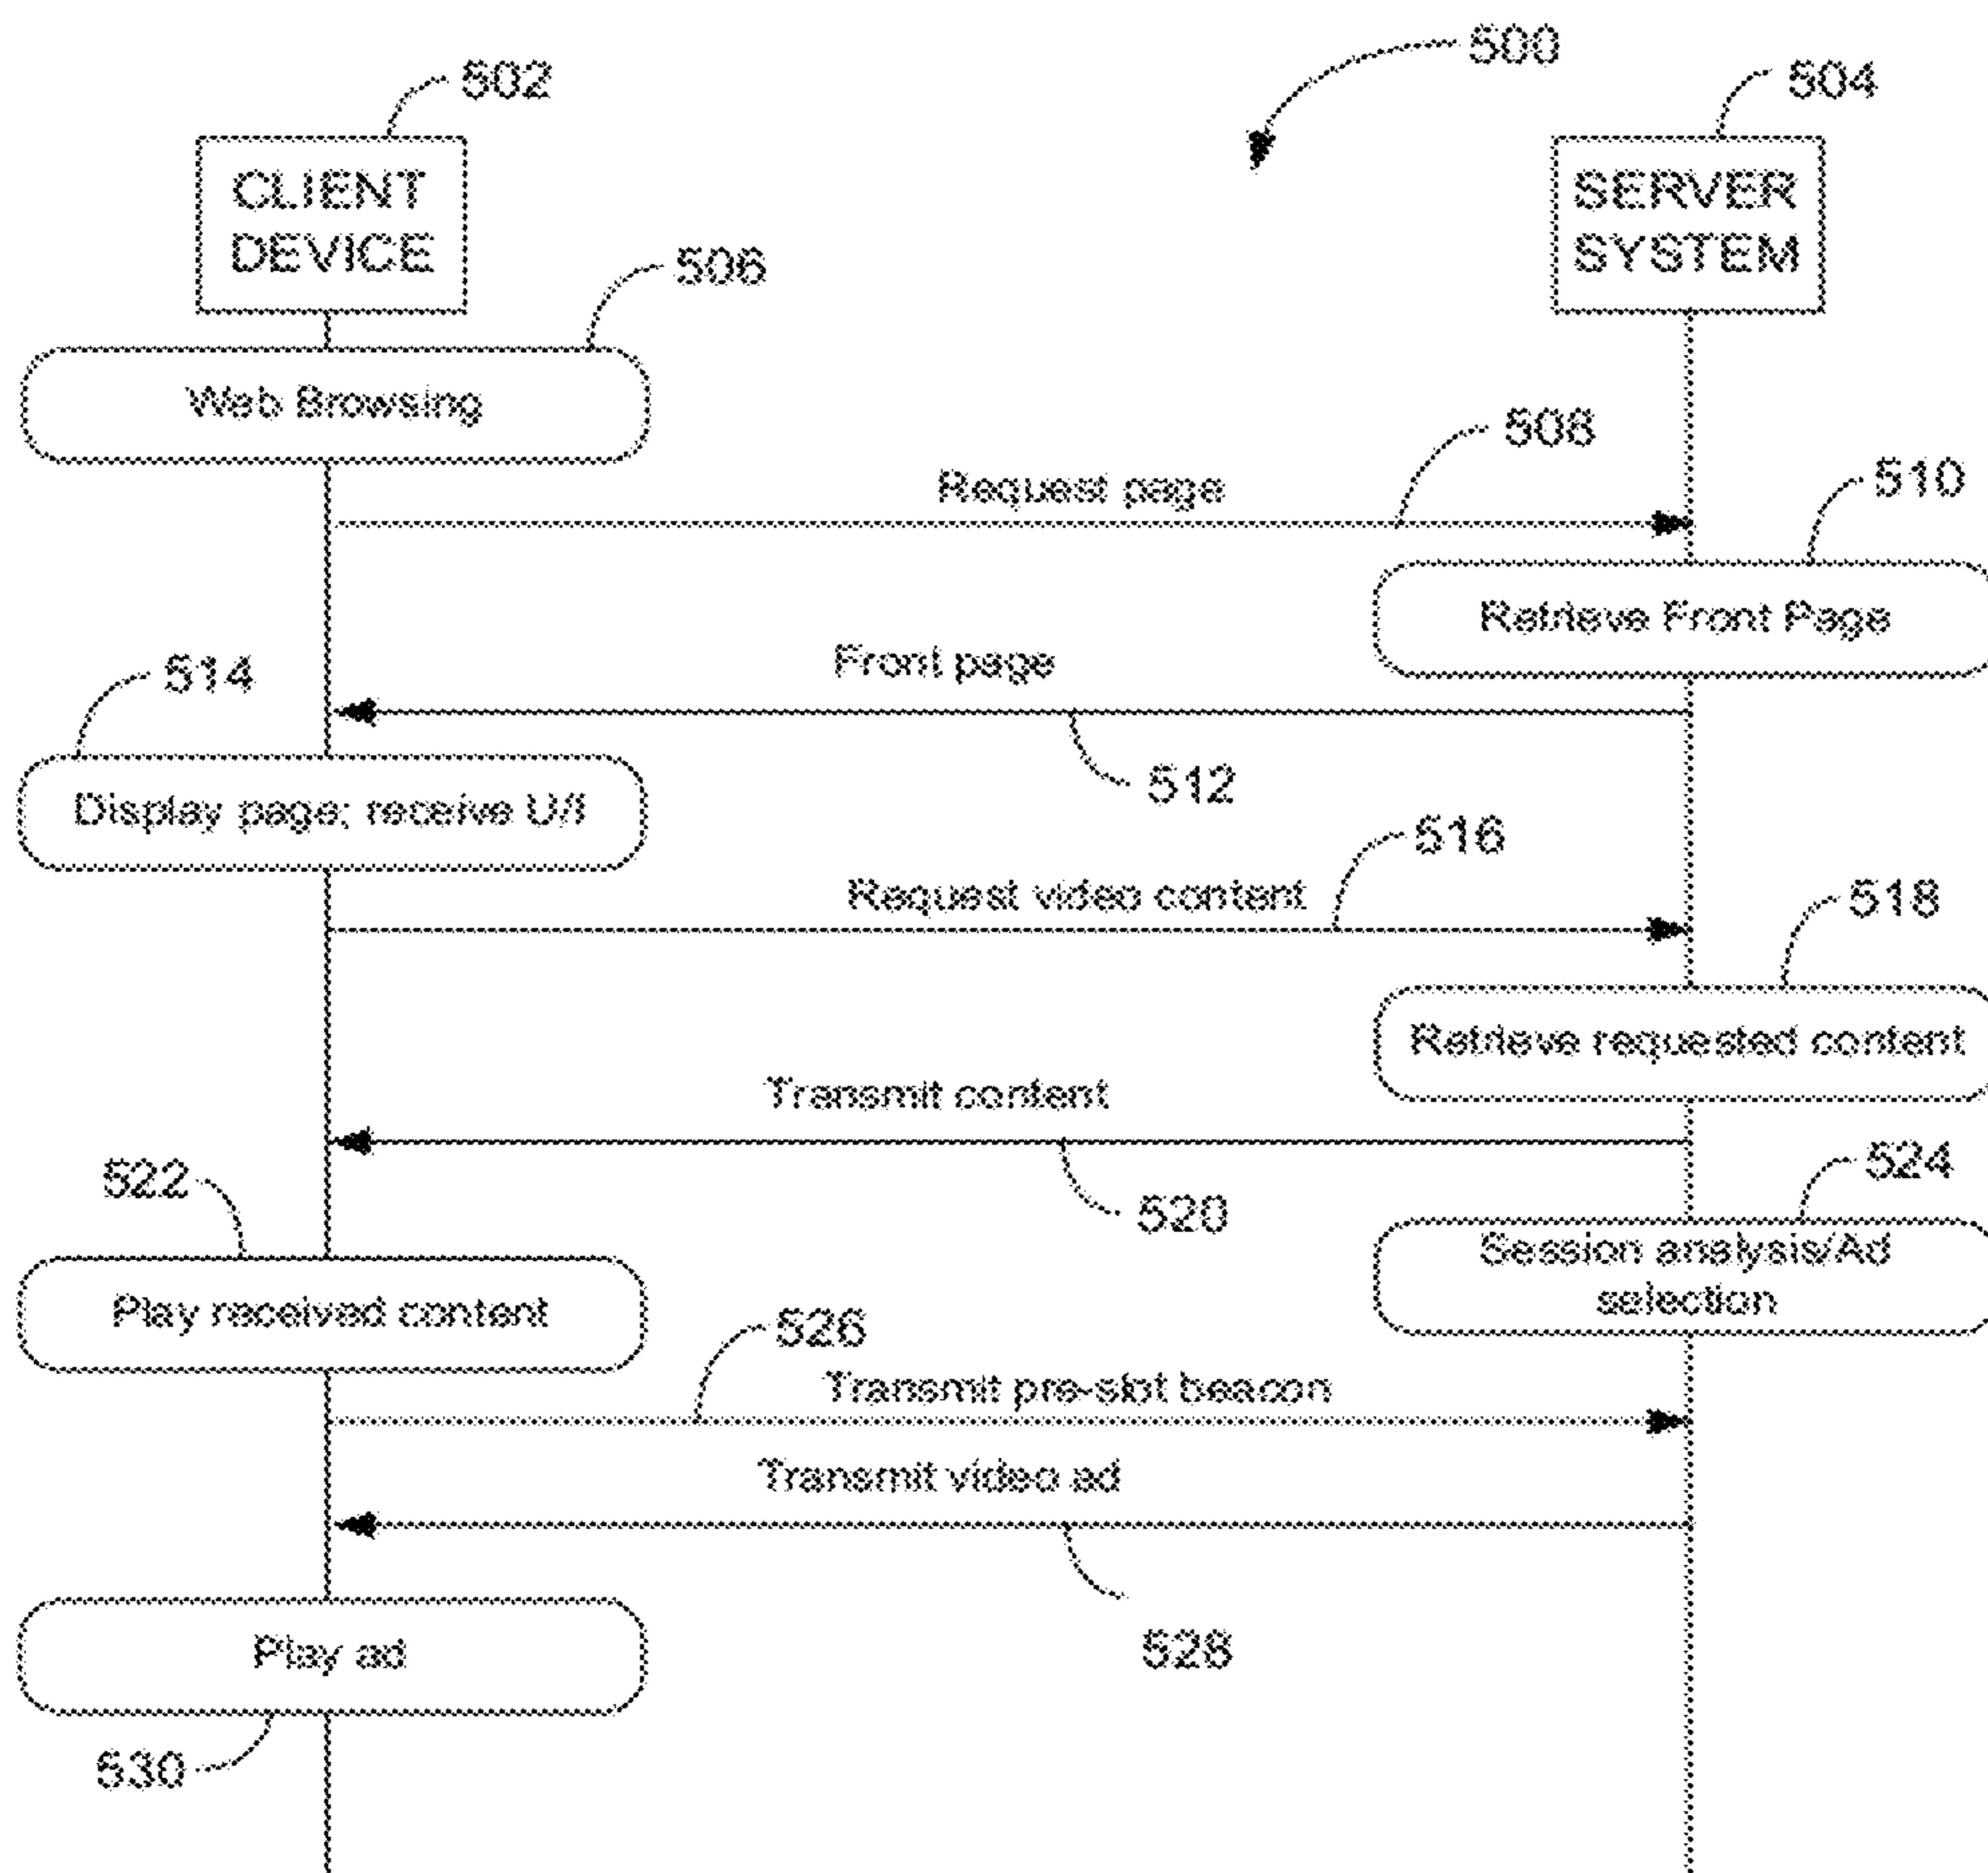 500
502
504
CLIENT
DEVICE
SERVER
SYSTEM
506
Web Browsing
508
Request page
510
Retrieve Front Page
Front page
514
512
Display page; receive U/I
516
Request video content
518
Retrieve requested content
Transmit content
522
520
524
Session analysis/Ad
selection
Play received content
526
Transmit pre-slot beacon
Transmit video ad
528
Play ad
530